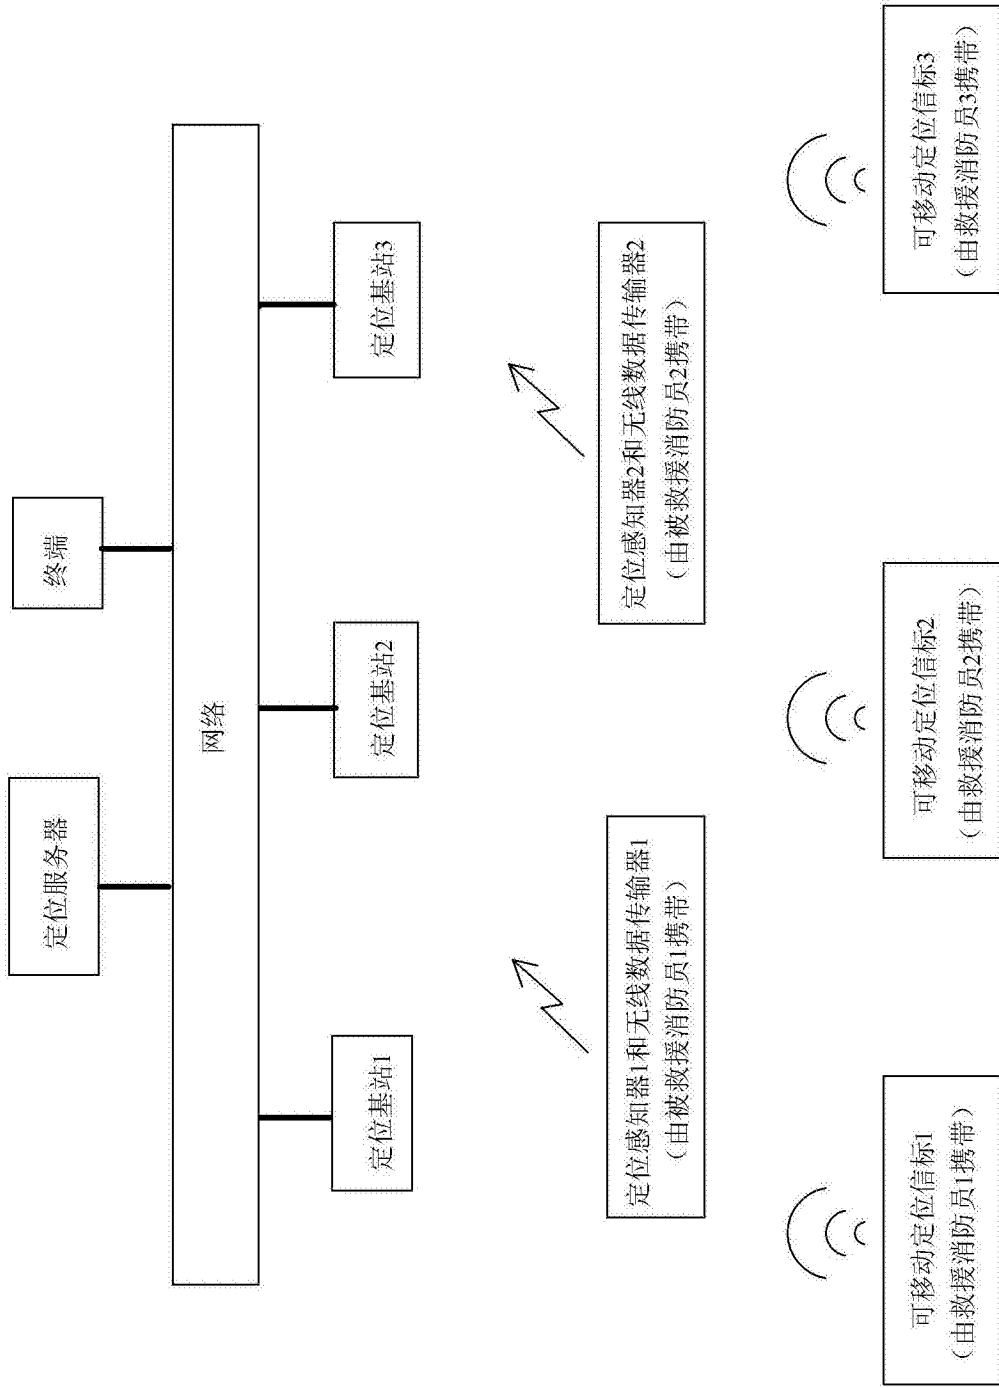 定位服务器
终端
网络
定位基站1
定位基站2
定位基站3
定位感知器1和无线数据传输器1
（由被救援消防员1携带）
定位感知器2和无线数据传输器2
（由被救援消防员2携带）
可移动定位信标1
（由救援消防员1携带）
可移动定位信标2
（由救援消防员2携带）
可移动定位信标3
（由救援消防员3携带）